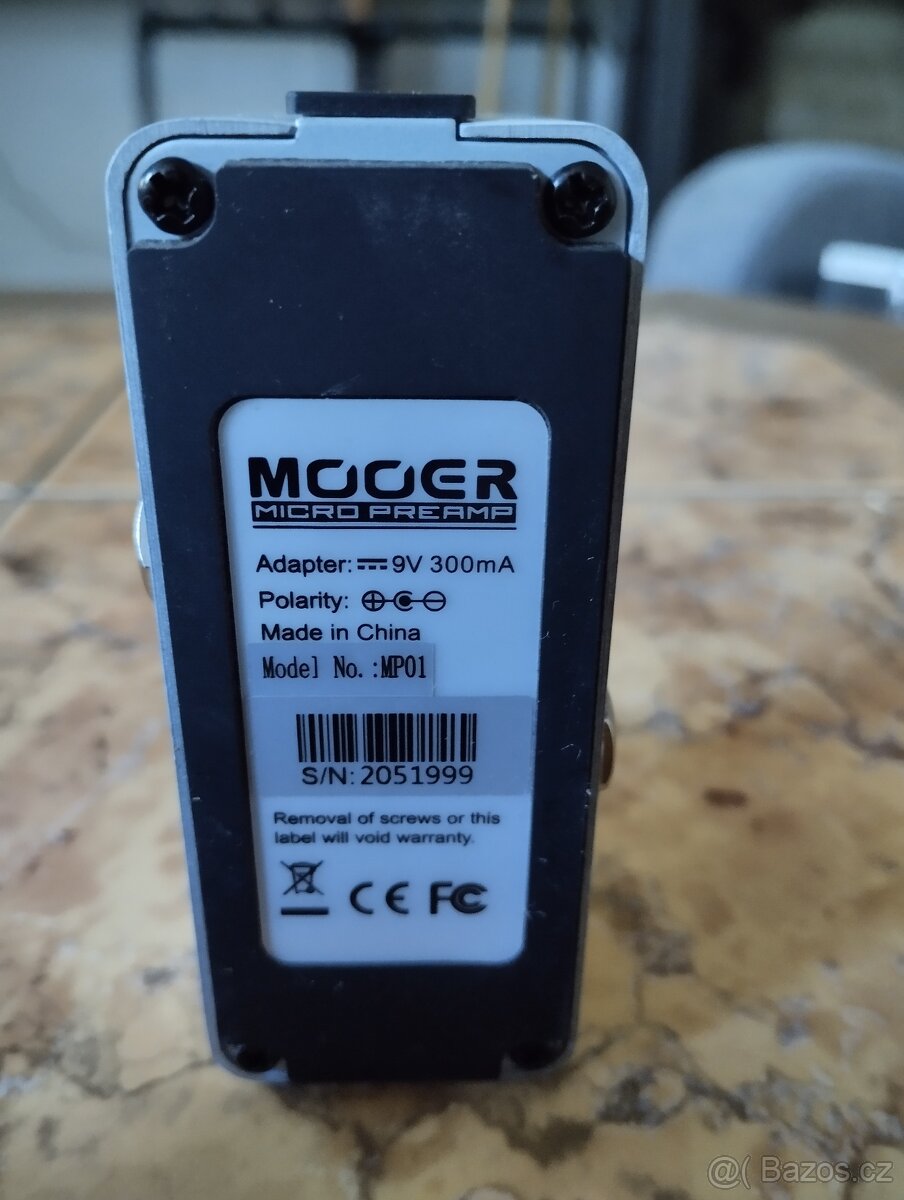 MOOER
MICRO PREAMP
Adapter: 9V 300mA
Polarity:
Made in China
Model No.:MP01
S/N: 2051999
Removal of screws or this
label will void warranty.
CE FC
@( Bazos.cz